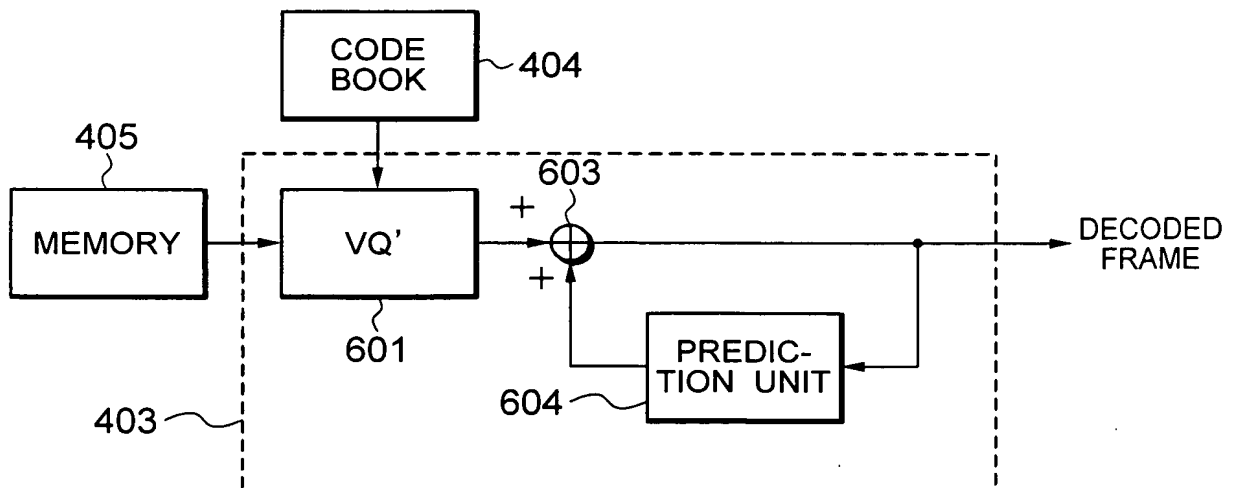 CODE
BOOK
404
405
603
+
MEMORY
VQ'
+
DECODED
FRAME
601
PREDIC-
TION UNIT
604
403